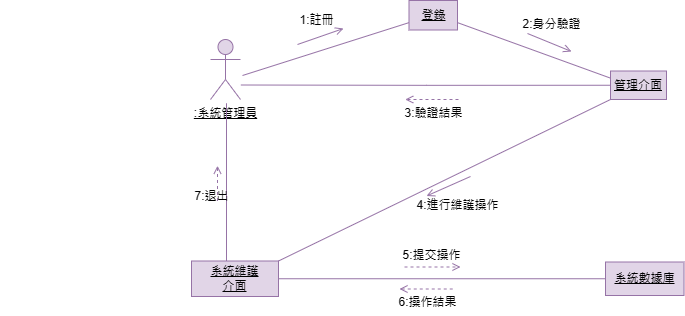 1:註冊
登錄
2:身分驗證
:系統管理員
管理介面
3:驗證結果
7:退出
4:進行維護操作
5:提交操作
系統維護
介面
系統數據庫
6:操作結果